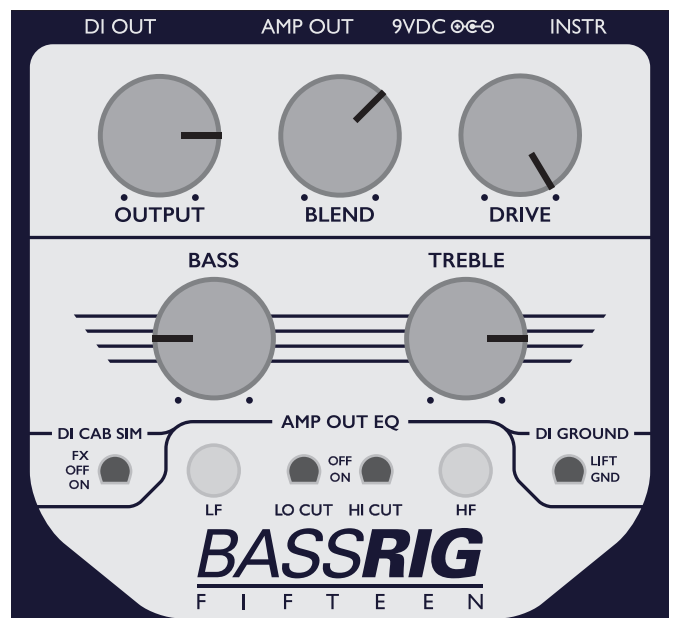 DI OUT AMP OUT 9VDC INSTR
OUTPUT BLEND DRIVE
BASS TREBLE
AMP OUT EQ
DI CAB SIM DI GROUND
FX
OFF
ON
OFF
ON
LIFT
GND
LF LO CUT HI CUT HF
BASSRIG
FIFTEEN